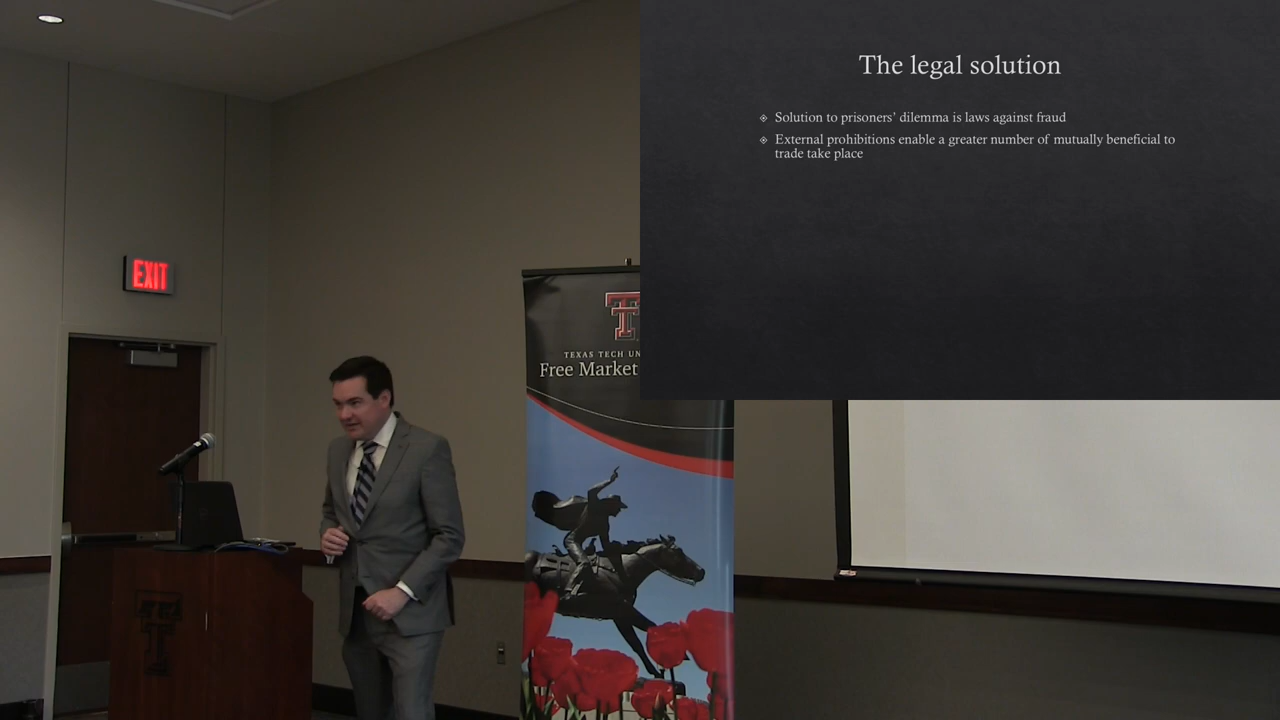 The legal solution
Solution to prisoners' dilemma is laws against fraud
External prohibitions enable a greater number of mutually beneficial to
trade take place
EXIT
TEXAS TECH UN
Free Market